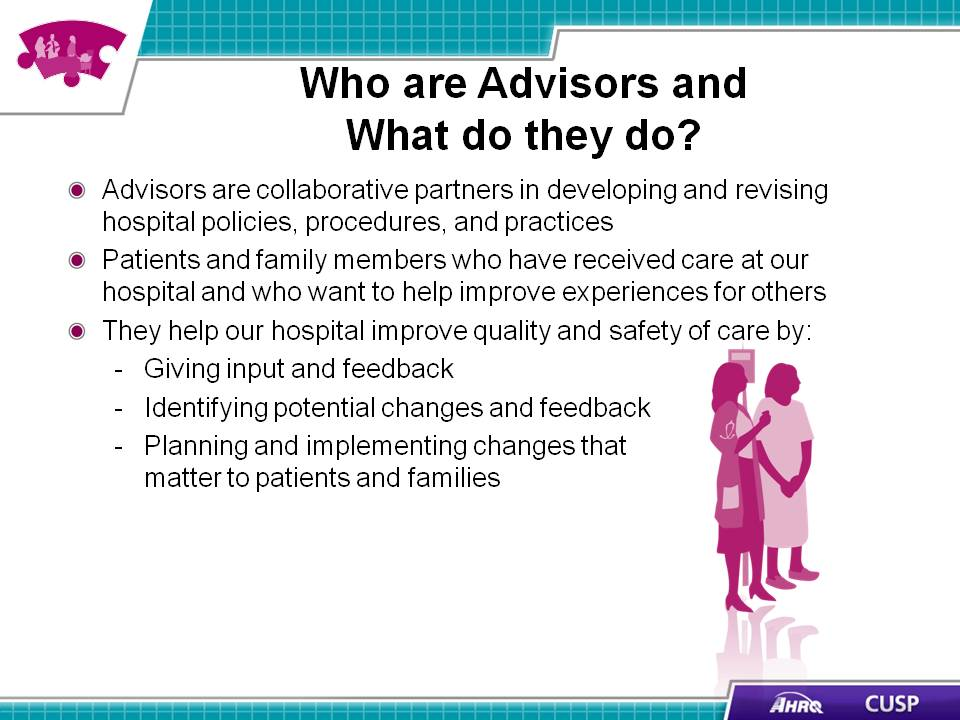 Who are Advisors and
What do they do?
Advisors are collaborative partners in developing and revising
hospital policies, procedures, and practices
Patients and family members who have received care at our
hospital and who want to help improve experiences for others
They help our hospital improve quality and safety of care by:
- Giving input and feedback
- Identifying potential changes and feedback
- Planning and implementing changes that
matter to patients and families
AHRQ
CUSP